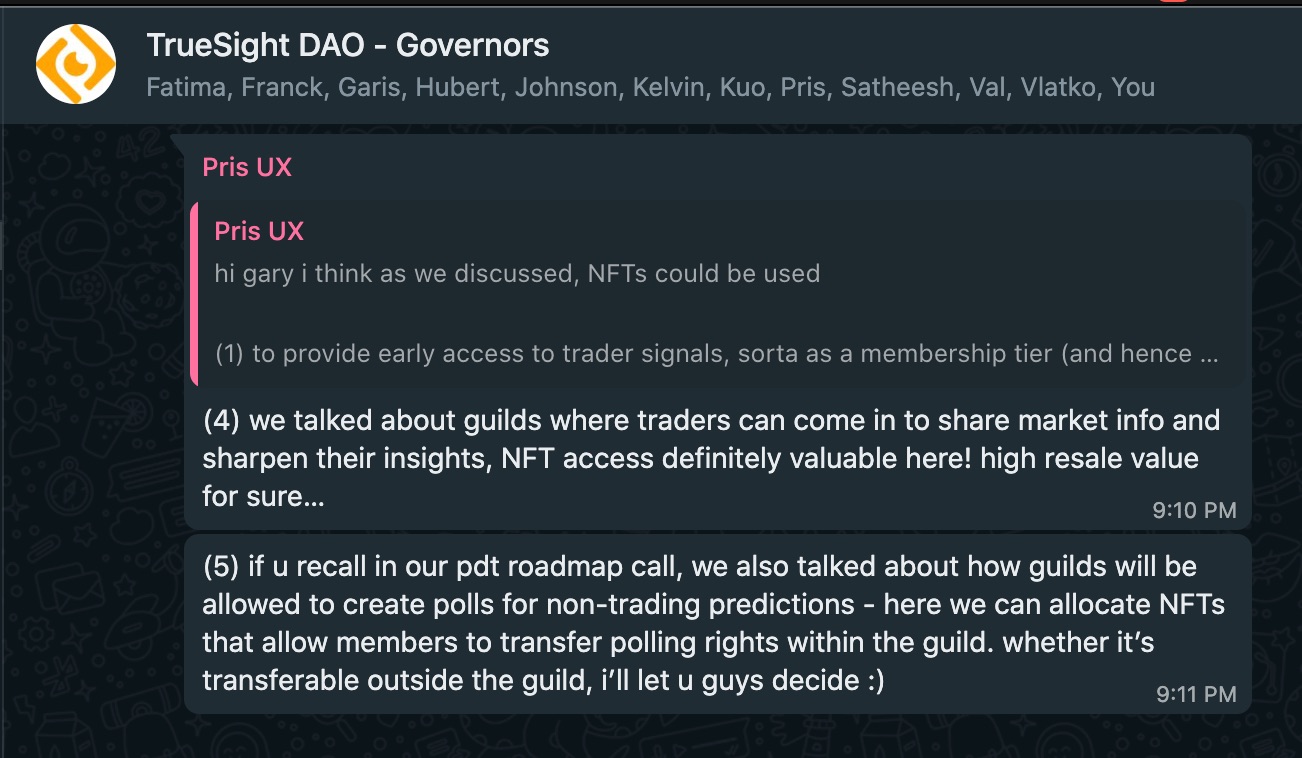 TrueSight DAO - Governors
Fatima, Franck, Garis, Hubert, Johnson, Kelvin, Kuo, Pris, Satheesh, Val, Vlatko, You
Pris UX
Pris UX
hi gary i think as we discussed, NFTs could be used
(1) to provide early access to trader signals, sorta as a membership tier (and hence ...
(4) we talked about guilds where traders can come in to share market info and
sharpen their insights, NFT access definitely valuable here! high resale value
for sure...
9:10 PM
(5) if u recall in our pdt roadmap call, we also talked about how guilds will be
allowed to create polls for non-trading predictions - here we can allocate NFTs
that allow members to transfer polling rights within the guild. whether it’s
transferable outside the guild, i’ll let u guys decide :)
9:11 PM